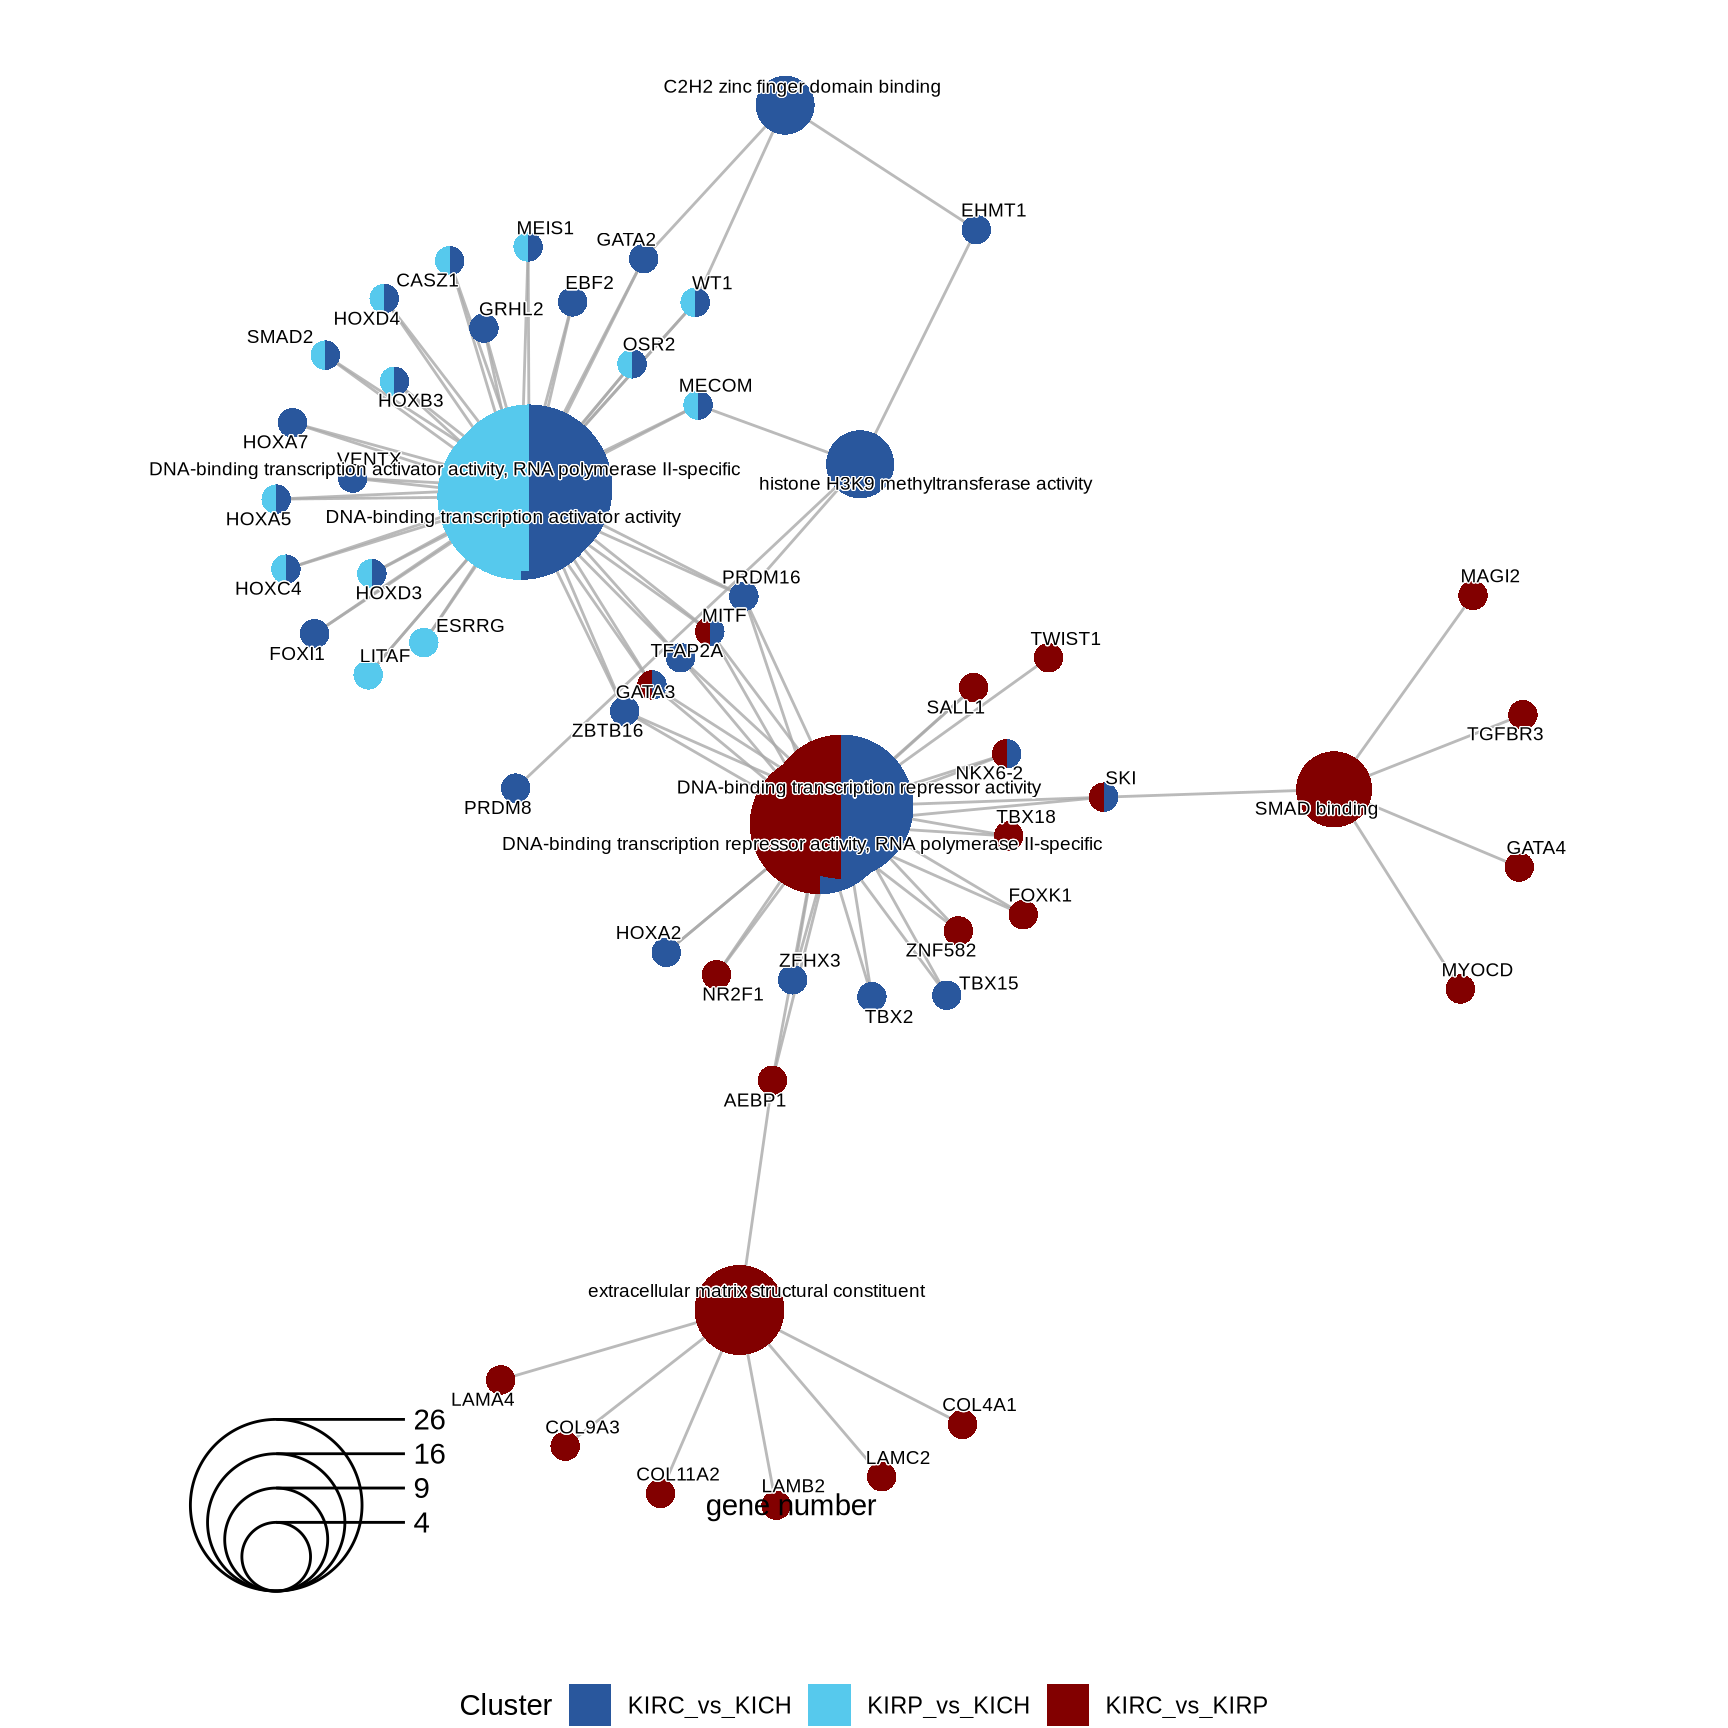 C2H2 zinc finger domain binding
EHMT1
MEIS1
GATA2
CASZ1
EBF2
WT1
GRHL2
HOXD4
SMAD2
OSR2
MECOM
HOXB3
HOXA7
VENTX
DNA-binding transcription activator activity, RNA polymerase II-specific
histone H3K9 methyltransferase activity
HOXA5
DNA-binding transcription activator activity
PRDM16
MAGI2
HOXC4
HOXD3
MITF
ESRRG
TWIST1
FOXI1
LITAF
TFAP2A
GATA3
SALL1
ZBTB16
TGFBR3
NKX6-2
SKI
DNA-binding transcription repressor activity
PRDM8
SMAD binding
TBX18
DNA-binding transcription repressor activity, RNA polymerase II-specific
GATA4
FOXK1
HOXA2
ZNF582
ZFHX3
MYOCD
TBX15
NR2F1
TBX2
AEBP1
extracellular matrix structural constituent
LAMA4
COL4A1
COL9A3
LAMC2
COL11A2
LAMB2
26
16
9
4
gene number
Cluster KIRC_vs_KICH KIRP_vs_KICH KIRC_vs_KIRP